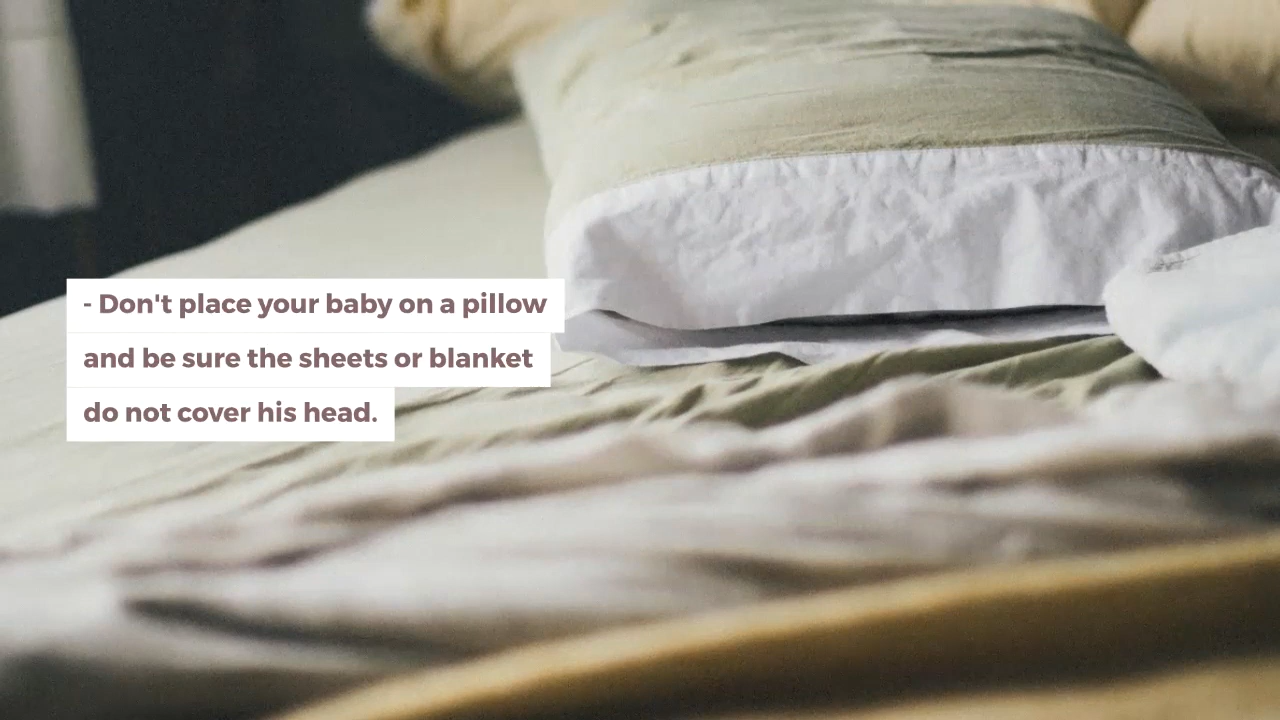 - Don't place your baby on a pillow
and be sure the sheets or blanket
do not cover his head.